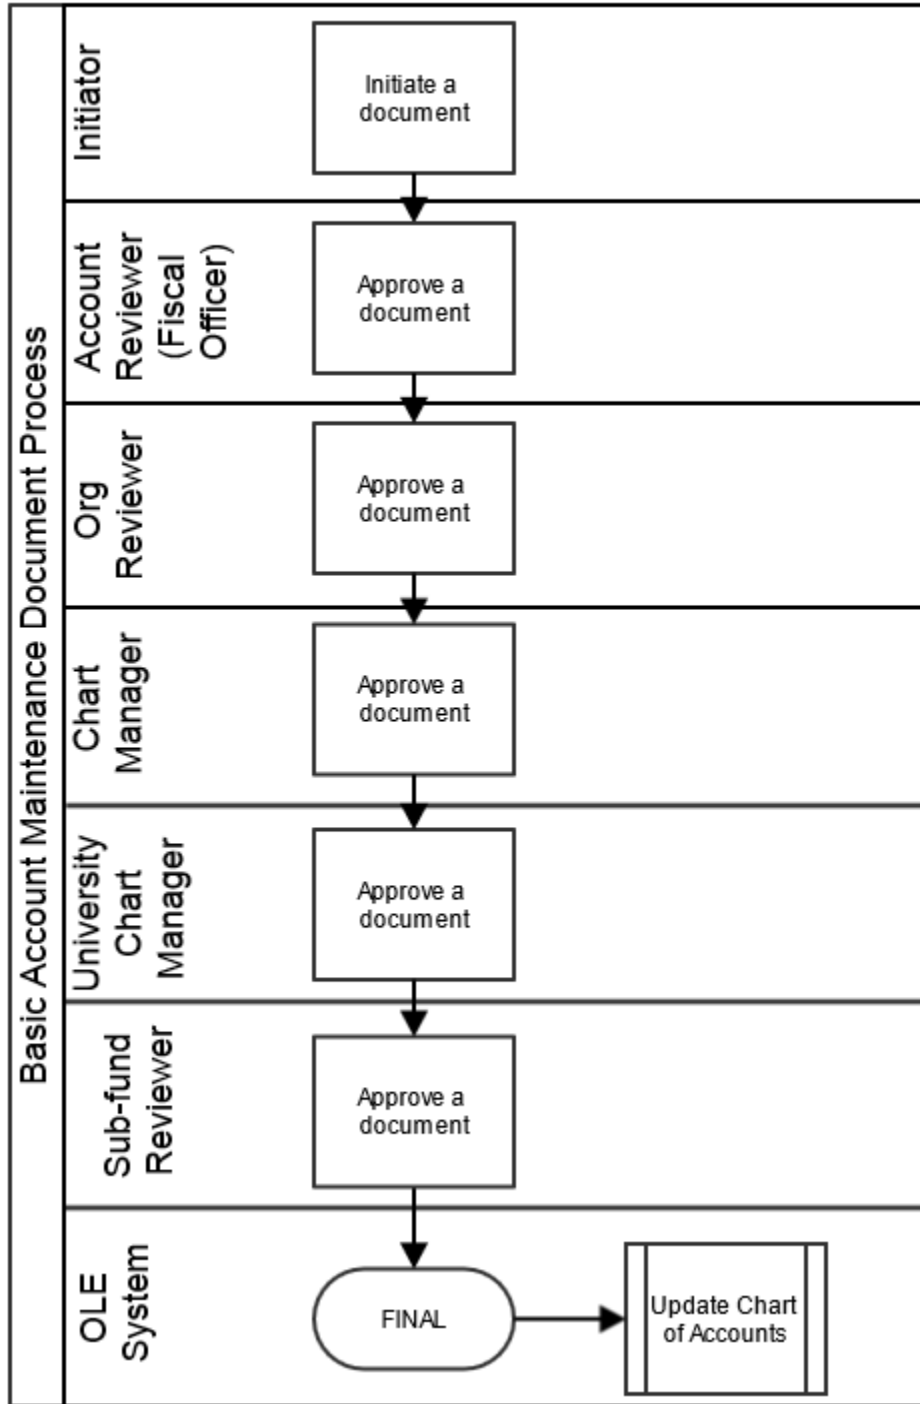 Basic Account Maintenance Document Process
Initiator
Initiate a
document
Account
Reviewer
(Fiscal
Officer)
Approve a
document
Org
Reviewer
Approve a
document
Chart
Manager
Approve a
document
University
Chart
Manager
Approve a
document
Sub-fund
Reviewer
Approve a
document
OLE
System
FINAL
Update Chart
of Accounts